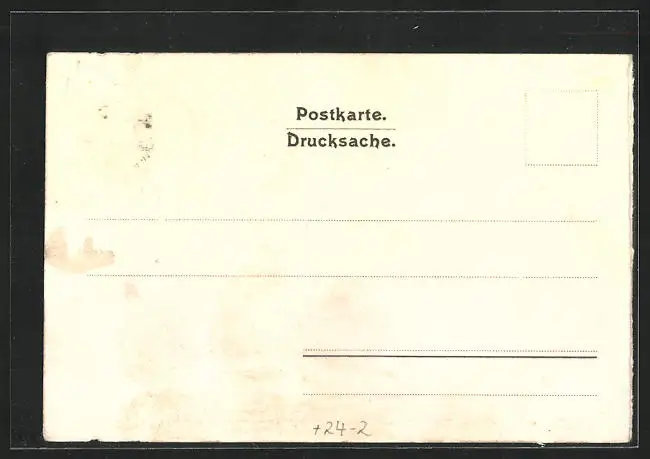 Postkarte.
Drucksache.
+24-2